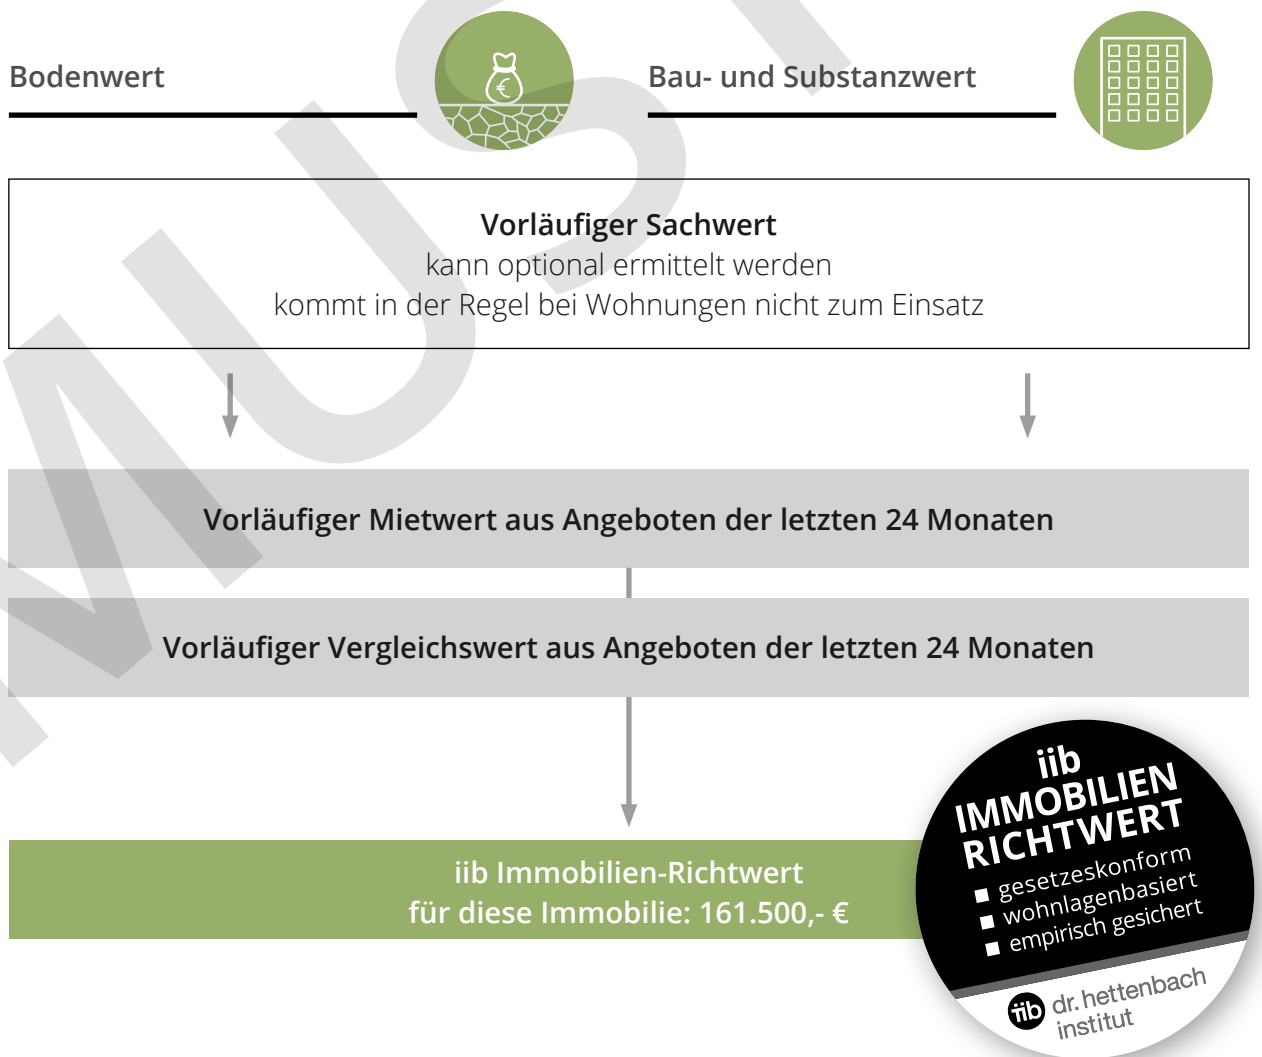 Bodenwert
Bau- und Substanzwert
Vorläufiger Sachwert
kann optional ermittelt werden
kommt in der Regel bei Wohnungen nicht zum Einsatz
Vorläufiger Mietwert aus Angeboten der letzten 24 Monaten
Vorläufiger Vergleichswert aus Angeboten der letzten 24 Monaten
iib Immobilien-Richtwert
für diese Immobilie: 161.500,- €
iib
IMMOBILIEN
RICHTWERT
■ gesetzeskonform
■ wohnlagenbasiert
■ empirisch gesichert
iib dr. hettenbach
institut
MUST